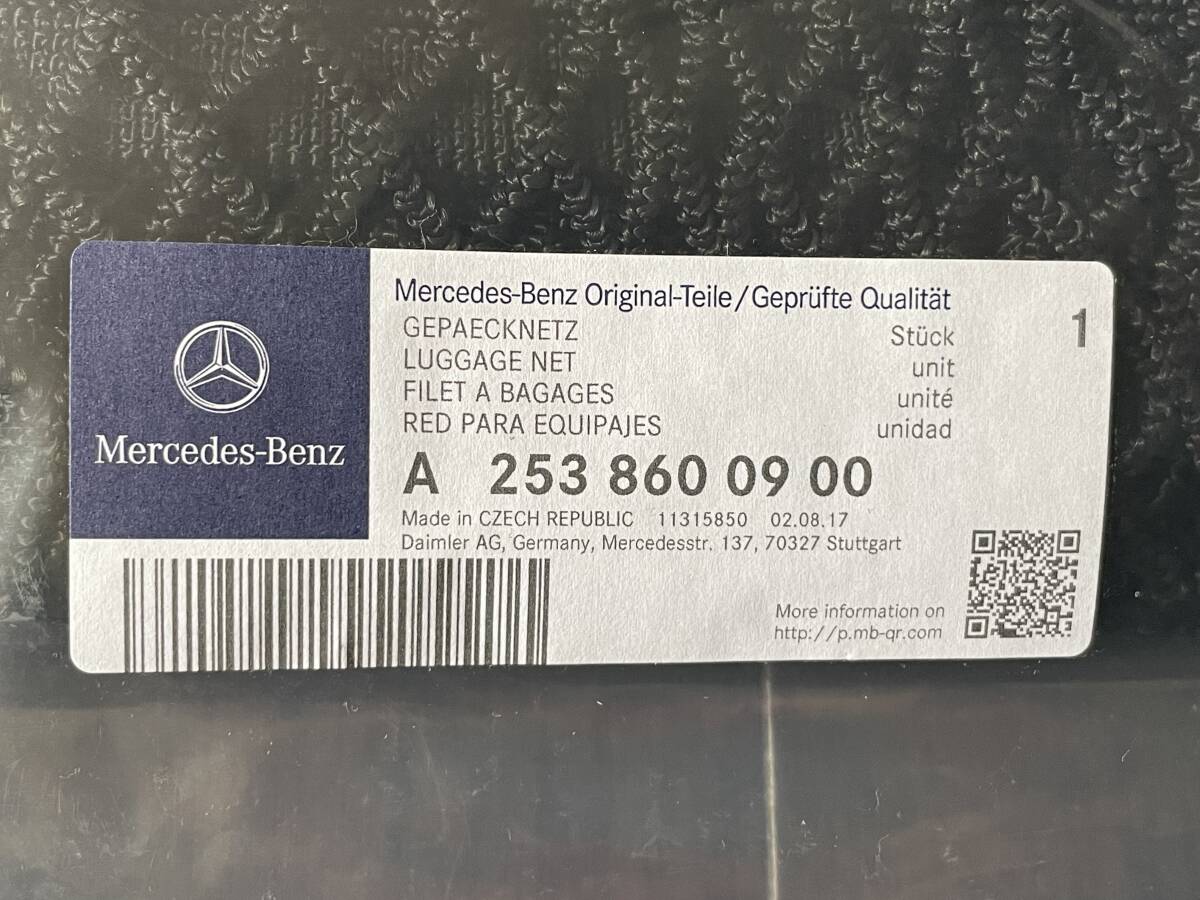 Mercedes-Benz
Mercedes-Benz Original-Teile/Geprüfte Qualität
GEPAECKNETZ Stück 1
LUGGAGE NET unit
FILET A BAGAGES unité
RED PARA EQUIPAJES unidad
A 253 860 09 00
Made in CZECH REPUBLIC 11315850 02.08.17
Daimler AG, Germany, Mercedesstr. 137, 70327 Stuttgart
More information on
http://p.mb-qr.com